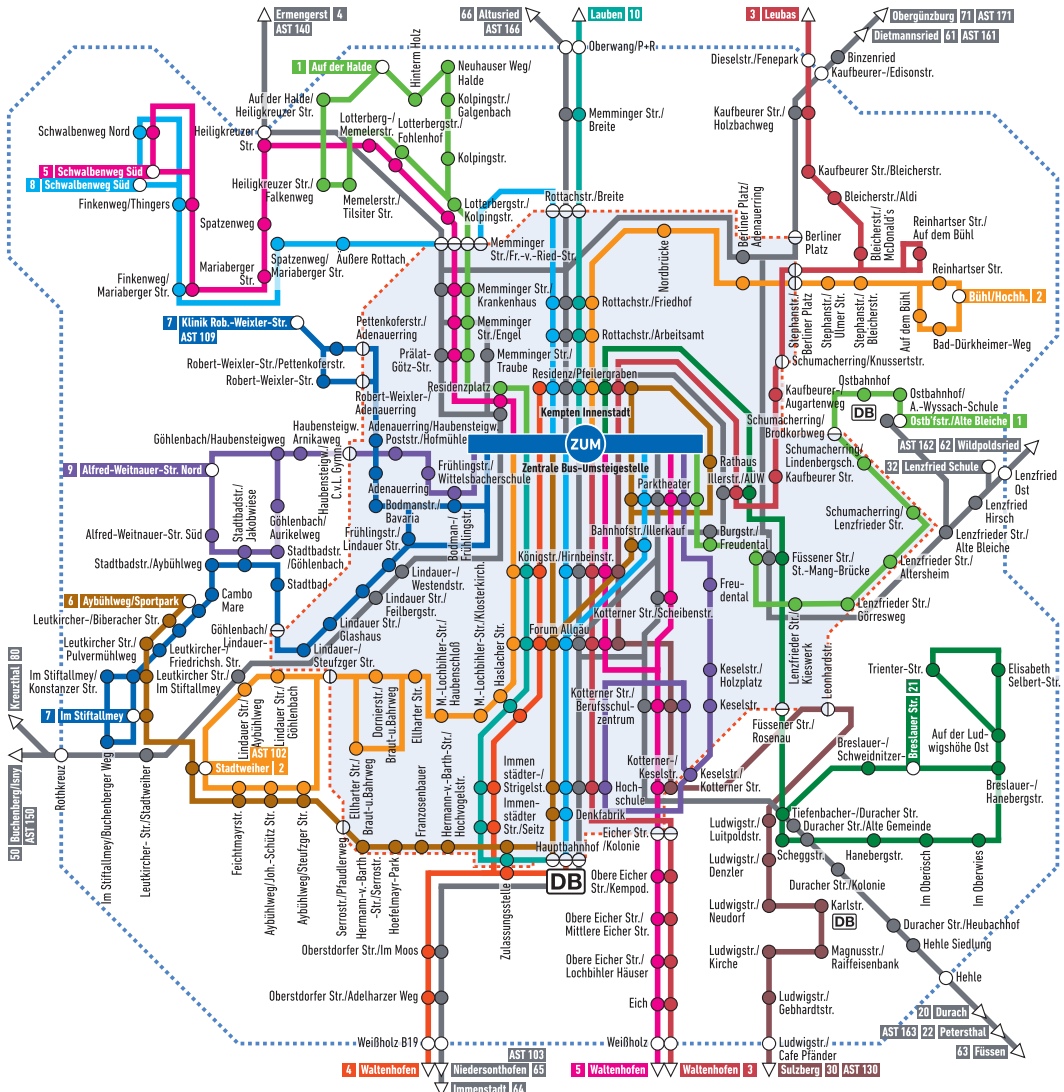 Ermengerst 4
AST 140
66 Altusried
AST 166
Lauben 10
3 Leubas
Obergünzburg 71 AST 171
Dietmannsried 61 AST 161
Oberwang/P+R
Dieselstr./Fenepark
Binzenried
Kaufbeurer-/Edisonstr.
1 Auf der Halde
Hinterm Holz
Neuhauser Weg/
Halde
Kolpingstr./
Galgenbach
Auf der Halde/
Heiligkreuzer Str.
Lotterberg-/
Memelerstr.
Lotterbergstr./
Fohlenhof
Memminger Str./
Breite
Kaufbeurer Str./
Holzbachweg
Schwalbenweg Nord
Heiligkreuzer
Str.
Kolpingstr.
5 Schwalbenweg Süd
8 Schwalbenweg Süd
Heiligkreuzer Str./
Falkenweg
Memelerstr./
Tilsiter Str.
Kaufbeurer Str./Bleicherstr.
Bleicherstr./Aldi
Finkenweg/Thingers
Spatzenweg
Lotterbergstr./
Kolpingstr.
Rottachstr./Breite
Berliner Platz/
Adenauerring
Berliner
Platz
Bleicherstr./
McDonald's
Reinhartser Str./
Auf dem Bühl
Mariaberger
Str.
Spatzenweg/
Mariaberger Str.
Äußere Rottach
Memminger
Str./Fr.-v.-Ried-Str.
Nordbrücke
Finkenweg/
Mariaberger Str.
Memminger Str./
Krankenhaus
Rottachstr./Friedhof
Stephanstr./
Berliner Platz
Stephanstr./
Ulmer Str.
Stephanstr./
Bleicherstr.
Auf dem Bühl
Reinhartser Str.
Bühl/Hochh. 2
Bad-Dürkheimer-Weg
7 Klinik Rob.-Weixler-Str.
AST 109
Pettenkoferstr./
Adenauerring
Memminger
Str./Engel
Rottachstr./Arbeitsamt
Robert-Weixler-Str./Pettenkoferstr.
Robert-Weixler-Str.
Prälat-
Götz-Str.
Memminger Str./
Traube
Residenz/Pfeilergraben
Schumacherring/Knussertstr.
Residenzplatz
Kempten Innenstadt
Robert-Weixler-/
Adenauerring
Kaufbeurer-/
Augartenweg
Ostbahnhof
DB
Ostbahnhof/
A.-Wyssach-Schule
Ostbfstr./Alte Bleiche 1
Adenauerring/Haubensteigweg
Poststr./Hofmühle
ZUM
Zentrale Bus-Umsteigestelle
Schumacherring/
Brodkorbweg
Schumacherring/
Lindenbergsch.
Kaufbeurer Str.
AST 162 62 Wildpoldsried
32 Lenzfried Schule
Göhlenbach/Haubensteigweg
Haubensteigw.
Arnikaweg
Haubensteigw./
C.v.L. Gymn.
9 Alfred-Weitnauer-Str. Nord
Adenauerring
Frühlingstr./
Wittelsbacherschule
Rathaus
Illerstr./AUW
Parktheater
Lenzfried
Ost
Lenzfried
Hirsch
Stadtbadstr./
Jakobwiese
Göhlenbach/
Aurikelweg
Bodmanstr./
Bavaria
Bodman-/
Frühlingstr.
Bahnhofstr./Illerkauf
Burgstr./
Freudental
Schumacherring/
Lenzfrieder Str.
Alfred-Weitnauer-Str. Süd
Frühlingstr./
Lindauer Str.
Lenzfrieder Str./
Alte Bleiche
Stadtbadstr./Aybühlweg
Stadtbadstr.
/Göhlenbach
Stadtbad
Lindauer-/
Westendstr.
Königstr./Hirnbeinstr.
Füssener Str./
St.-Mang-Brücke
Lenzfrieder Str./
Altersheim
6 Aybühlweg/Sportpark
Cambo
Mare
Lindauer Str./
Feilbergstr.
Freu-
dental
Leutkircher-/Biberacher Str.
Lindauer Str./
Glashaus
Kotterner Str./Scheibenstr.
Lenzfrieder Str./
Görresweg
Leutkircher Str./
Pulvermühlweg
Leutkircher-/
Friedrichsh. Str.
Göhlenbach/
Lindauer-
Lindauer-/
Steufzger Str.
Forum Allgäu
Lenzfrieder Str./
Kieswerk
Im Stiftallmey/
Konstanzer Str.
Leutkircher Str./
Im Stiftallmey
M.-Lochbihler-Str./
Haubenschloß
M.-Lochbihler-Str./Klosterkirch.
Haslacher Str.
Keselstr./
Holzplatz
Leonhardstr.
Trienter-Str.
Elisabeth
Selbert-Str.
Kreuzthal 80
7 Im Stiftallmey
Lindauer Str./
Aybühlweg
Lindauer Str./
Göhlenbach
Dornierstr./
Braut-u.Bahrweg
Ellharter Str.
Kotterner Str./
Berufsschul-
zentrum
Keselstr.
Füssener Str./
Rosenau
Breslauer Str. 21
Auf der Lud-
wigshöhe Ost
50 Buchenberg/Isny
AST 150
Rothkreuz
AST 102
Stadtweiher 2
Kotterner-/
Keselstr.
Keselstr./
Kotterner Str.
Breslauer-/
Schweidnitzer-
Breslauer-/
Hanebergstr.
Im Stiftallmey/Buchenberger Weg
Leutkircher- Str./Stadtweiher
Feichtmayrstr.
Aybühlweg/Joh.-Schütz Str.
Aybühlweg/Steufzger Str.
Ellharter Str./
Braut-u.Bahrweg
Franzosenbauer
Hermann-v.-Barth-Str./
Hochvogelstr.
Immen
städter-/
Strigelst.
Immen-
städter
Str./Seitz
Hoch-
schule
Denkfabrik
Tiefenbacher-/Duracher Str.
Duracher Str./Alte Gemeinde
Serrostr./Pfaudlerweg
Hermann-v.-Barth
-Str./Serrostr.
Hoefelmayr-Park
Hauptbahnhof /Kolonie
DB
Eicher Str.
Ludwigstr./
Luitpoldstr.
Scheggstr.
Hanebergstr.
Im Oberösch
Im Oberwies
Zulassungsstelle
Obere Eicher
Str./Kempod.
Ludwigstr./
Denzler
Duracher Str./Kolonie
Obere Eicher Str./
Mittlere Eicher Str.
Ludwigstr./
Neudorf
Karlstr.
DB
Duracher Str./Heubachhof
Oberstdorfer Str./Im Moos
Obere Eicher Str./
Lochbihler Häuser
Ludwigstr./
Kirche
Magnusstr./
Raiffeisenbank
Hehle Siedlung
Hehle
Oberstdorfer Str./Adelharzer Weg
Eich
Ludwigstr./
Gebhardtstr.
20 Durach
AST 163 22 Petersthal
63 Füssen
Weißholz B19
Weißholz
Ludwigstr./
Cafe Pfänder
AST 103
4 Waltenhofen
Niedersonthofen 65
Immenstadt 64
5 Waltenhofen
Waltenhofen 3
Sulzberg 30 AST 130